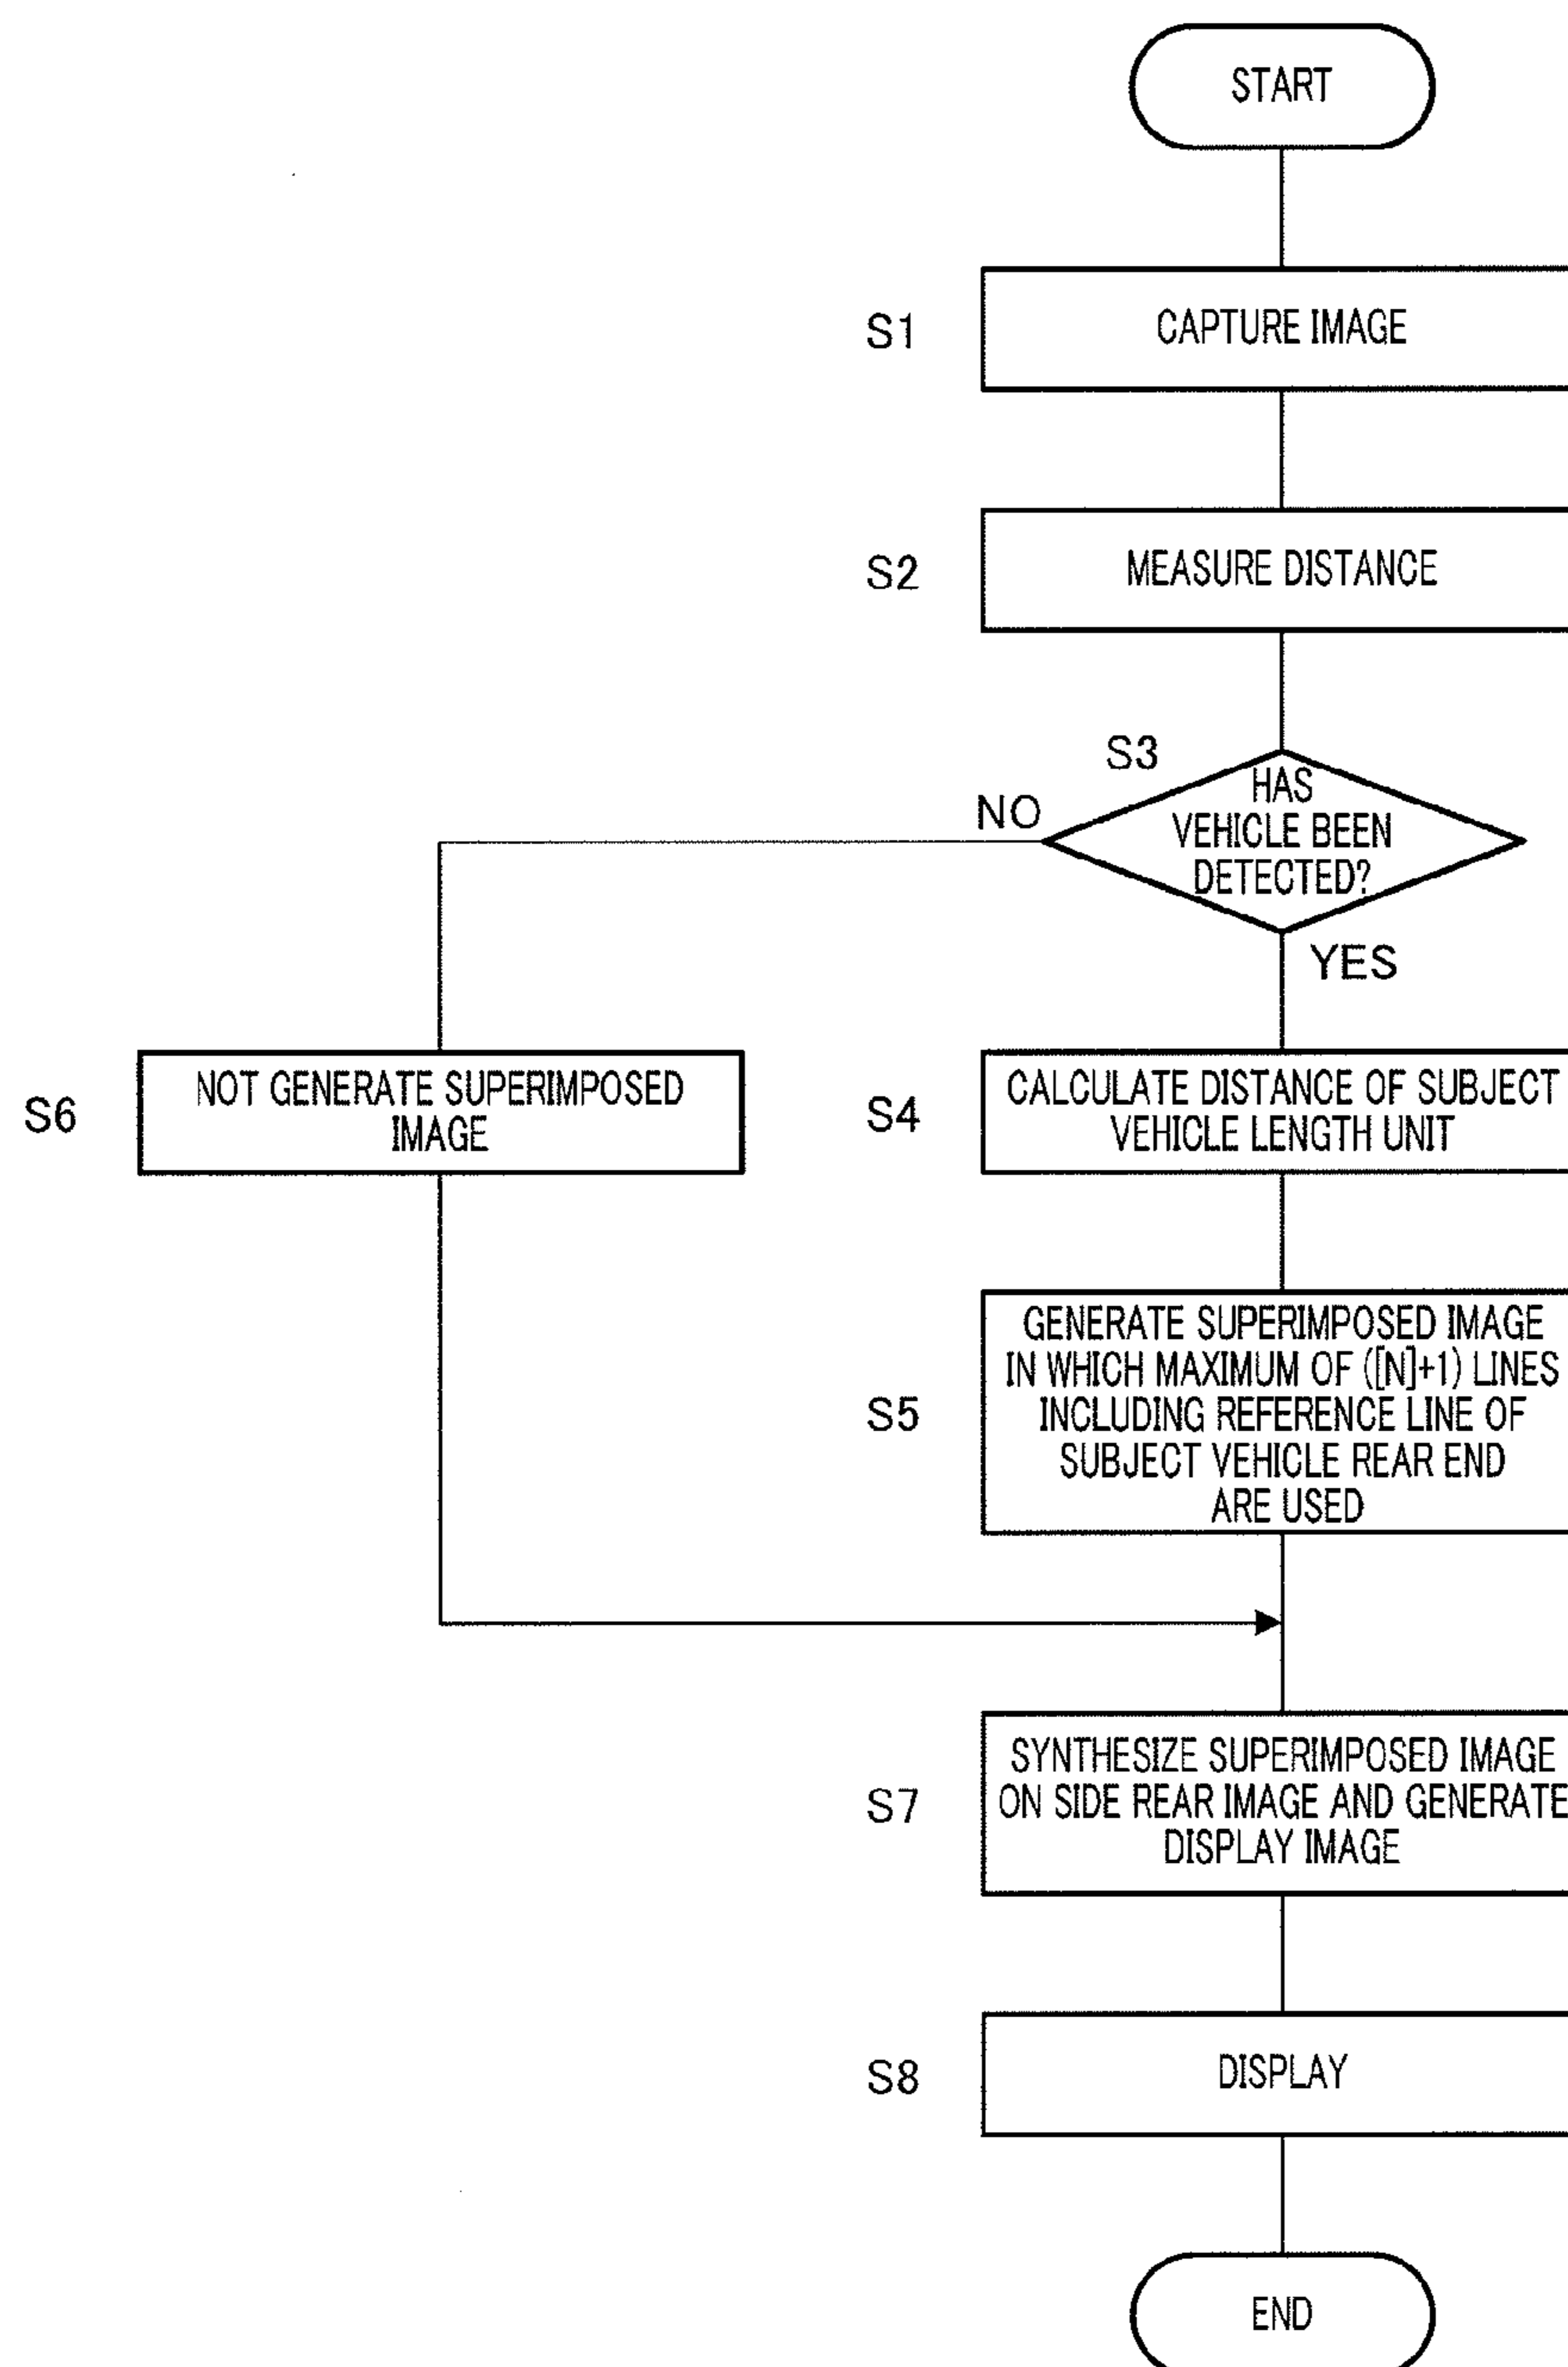 START
S1
CAPTURE IMAGE
S2
MEASURE DISTANCE
S3
HAS
VEHICLE BEEN
DETECTED?
NO
YES
S6
NOT GENERATE SUPERIMPOSED
IMAGE
S4
CALCULATE DISTANCE OF SUBJECT
VEHICLE LENGTH UNIT
S5
GENERATE SUPERIMPOSED IMAGE
IN WHICH MAXIMUM OF ([N]+1) LINES
INCLUDING REFERENCE LINE OF
SUBJECT VEHICLE REAR END
ARE USED
S7
SYNTHESIZE SUPERIMPOSED IMAGE
ON SIDE REAR IMAGE AND GENERATE
DISPLAY IMAGE
S8
DISPLAY
END